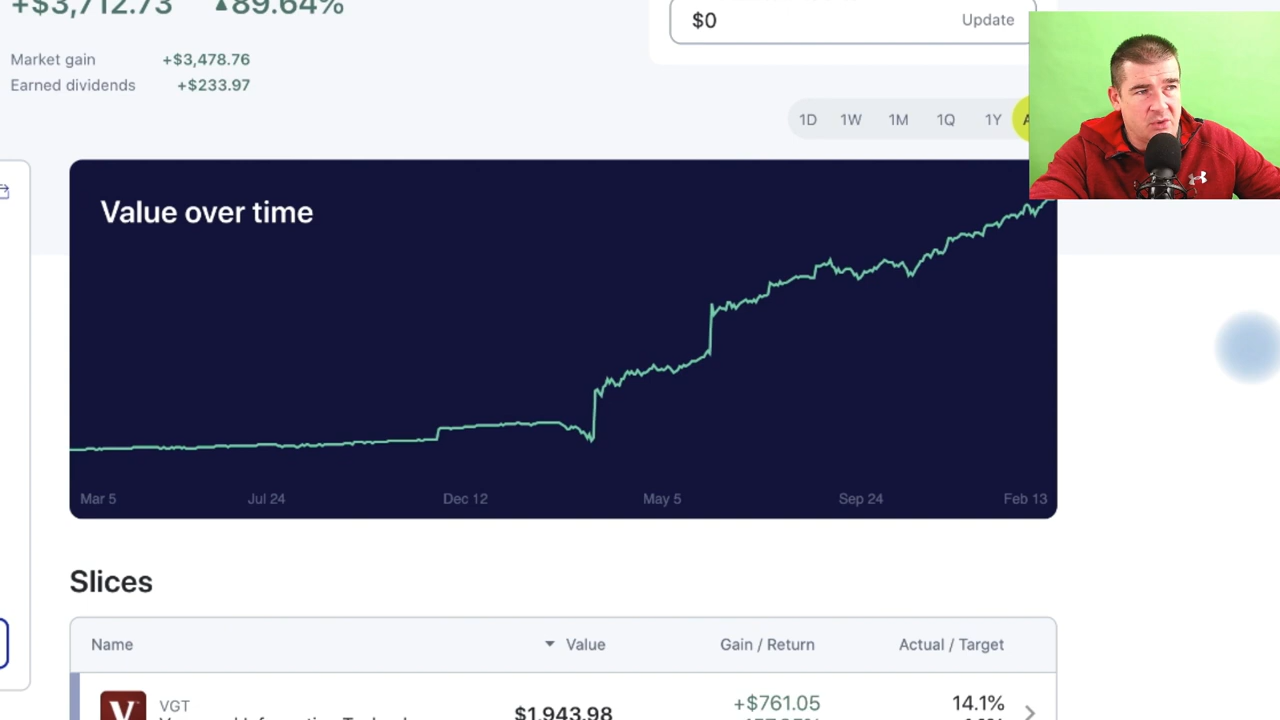 +$3,712.73 ▲89.64%
$0 Update
Market gain +$3,478.76
Earned dividends +$233.97
1D 1W 1M 1Q 1Y
Value over time
Mar 5 Jul 24 Dec 12 May 5 Sep 24 Feb 13
Slices
Name Value Gain / Return Actual / Target
VGT $1,943.98 +$761.05 14.1%